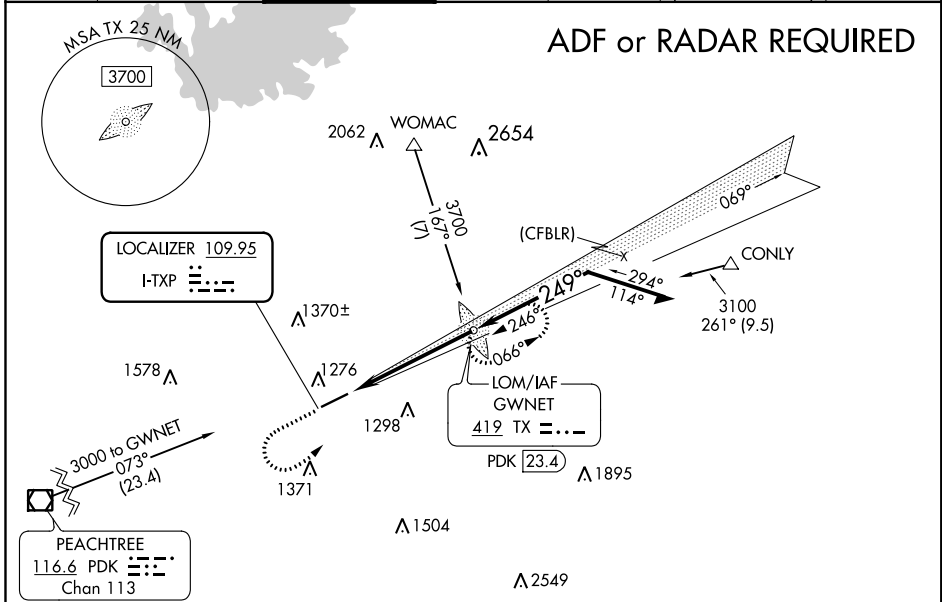 MSA TX 25 NM
3700
ADF or RADAR REQUIRED
2062
WOMAC
2654
3700
167°
(7)
069°
(CFBLR)
X
CONLY
LOCALIZER 109.95
I-TXP
294°
114°
3100
261° (9.5)
249°
246°
066°
1370±
1578
1276
1298
LOM/IAF
GWNET
419 TX
PDK 23.4
1895
3000 to GWNET
073°
(23.4)
1371
1504
PEACHTREE
116.6 PDK
Chan 113
2549